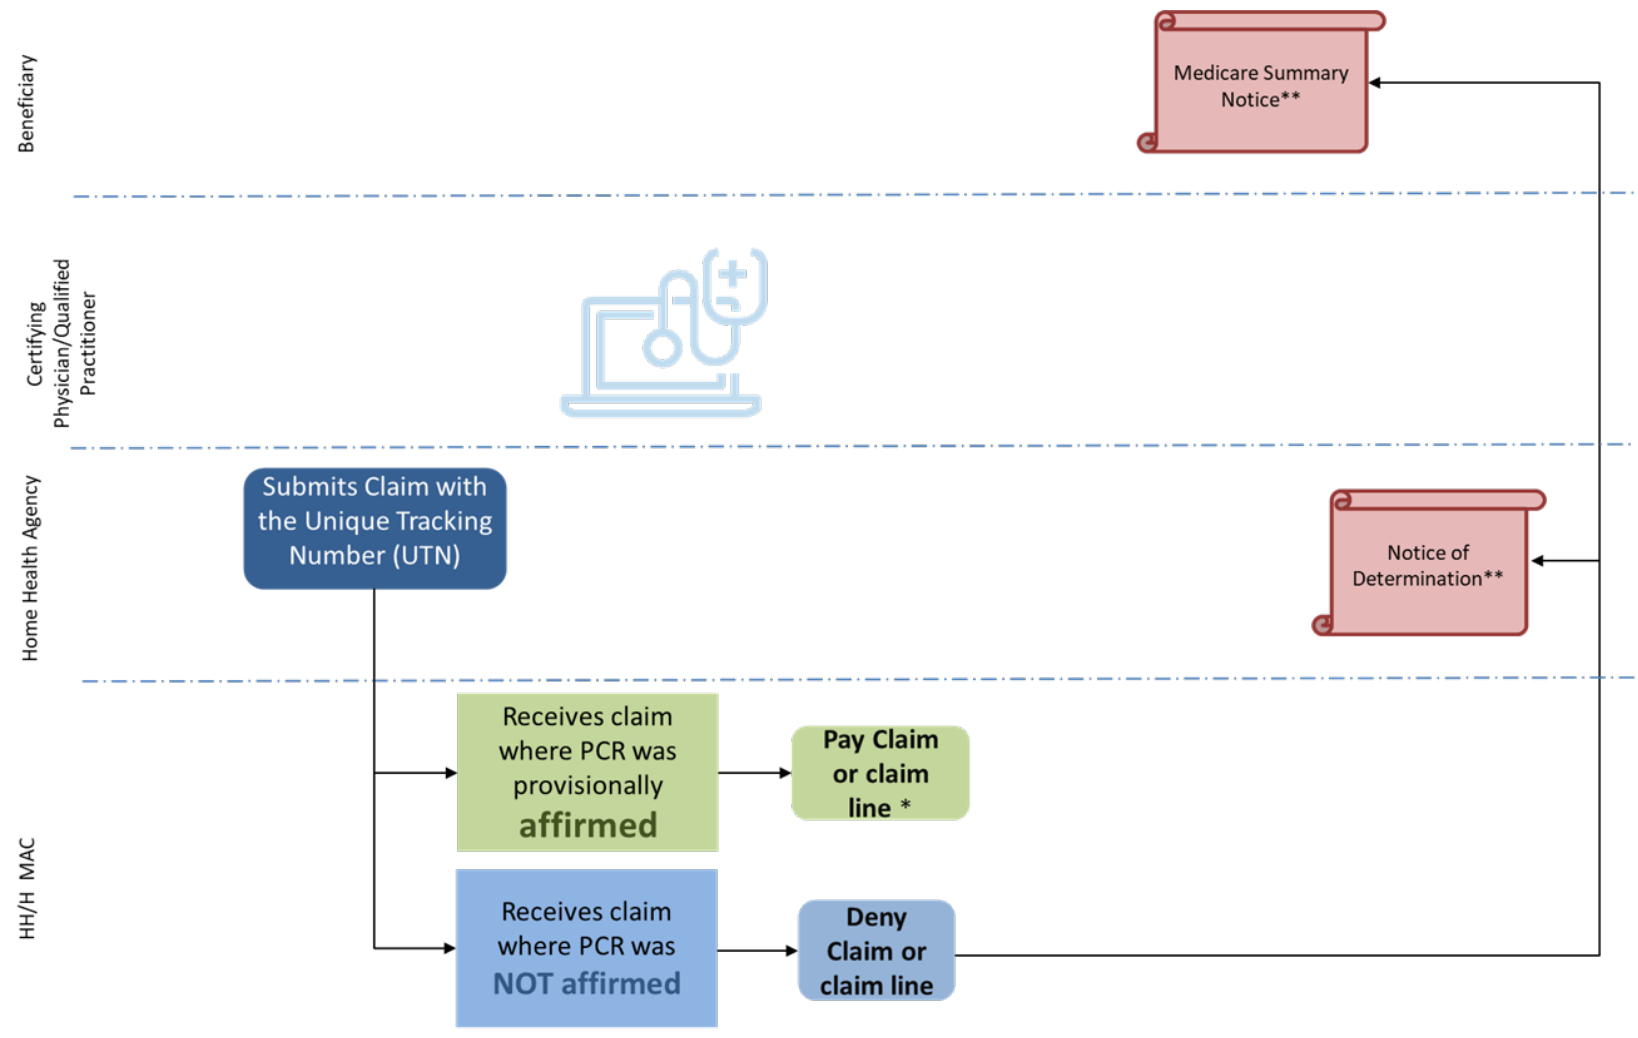 Beneficiary
Medicare Summary
Notice**
Certifying
Physician/Qualified
Practitioner
Home Health Agency
Submits Claim with
the Unique Tracking
Number (UTN)
Notice of
Determination**
HH/H MAC
Receives claim
where PCR was
provisionally
affirmed
Pay Claim
or claim
line *
Receives claim
where PCR was
NOT affirmed
Deny
Claim or
claim line